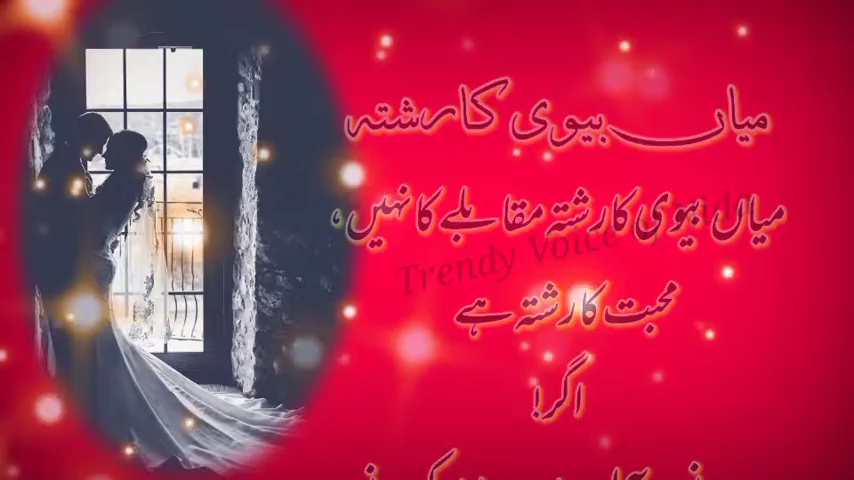 میاں بیوی کا رشتہ
میاں بیوی کا رشتہ مقابلے کا نہیں،
Trendy Voice
محبت کا رشتہ ہے
اگر!